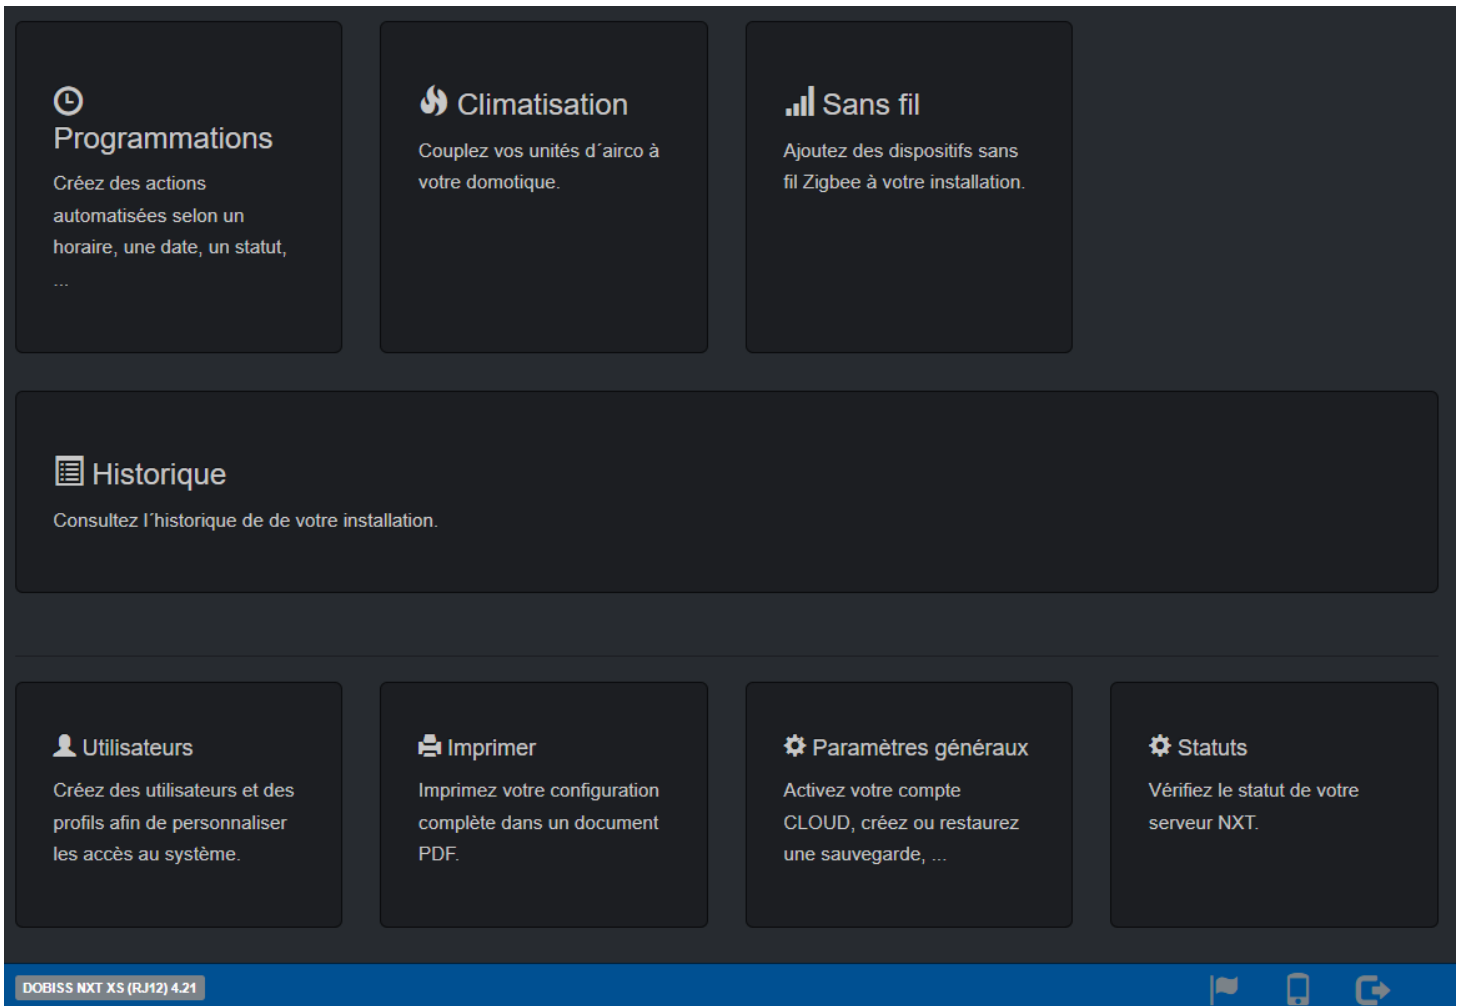 Programmations
Créez des actions
automatisées selon un
horaire, une date, un statut,
...
Climatisation
Couplez vos unités d´airco à
votre domotique.
Sans fil
Ajoutez des dispositifs sans
fil Zigbee à votre installation.
Historique
Consultez l´historique de de votre installation.
Utilisateurs
Créez des utilisateurs et des
profils afin de personnaliser
les accès au système.
Imprimer
Imprimez votre configuration
complète dans un document
PDF.
Paramètres généraux
Activez votre compte
CLOUD, créez ou restaurez
une sauvegarde, ...
Statuts
Vérifiez le statut de votre
serveur NXT.
DOBISS NXT XS (RJ12) 4.21